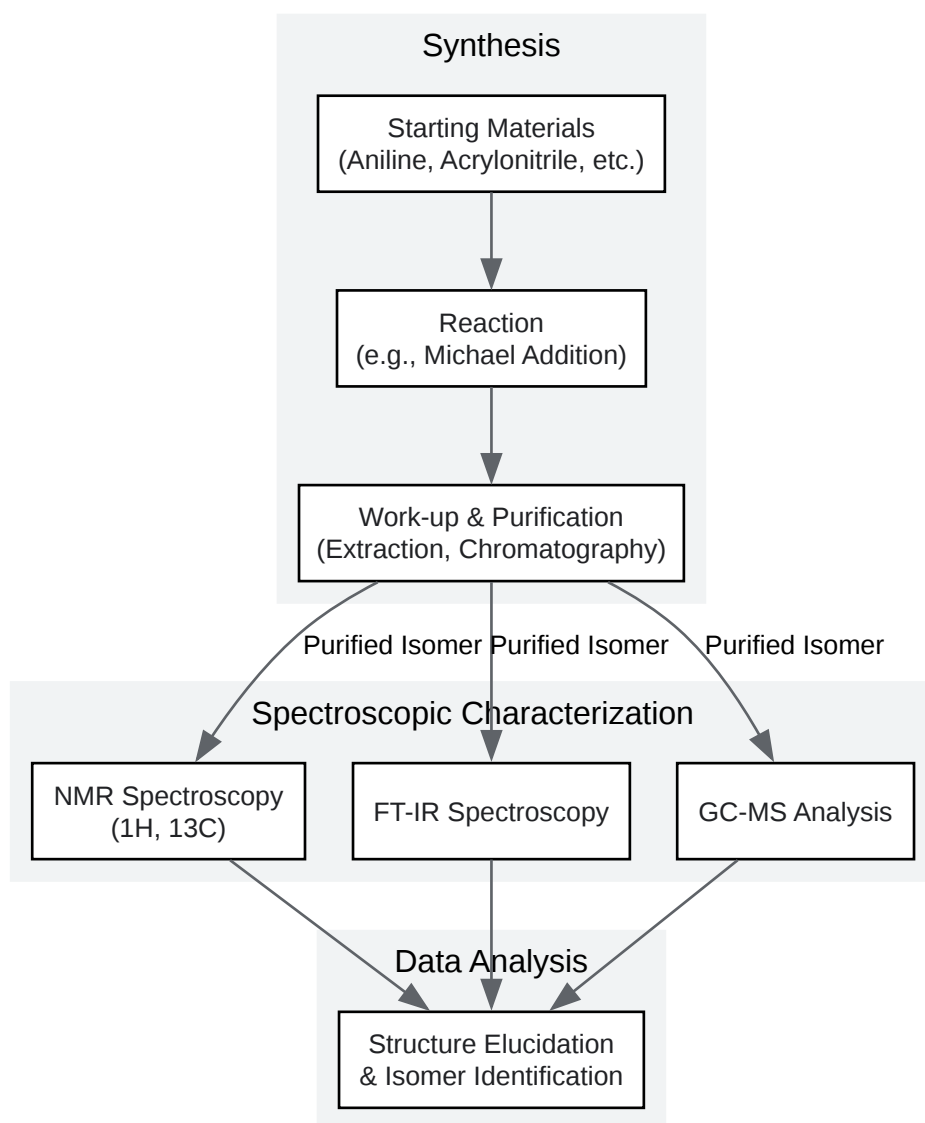 Synthesis
Starting Materials
(Aniline, Acrylonitrile, etc.)
Reaction
(e.g., Michael Addition)
Work-up & Purification
(Extraction, Chromatography)
Purified Isomer
Purified Isomer
Purified Isomer
Spectroscopic Characterization
NMR Spectroscopy
(1H, 13C)
FT-IR Spectroscopy
GC-MS Analysis
Data Analysis
Structure Elucidation
& Isomer Identification